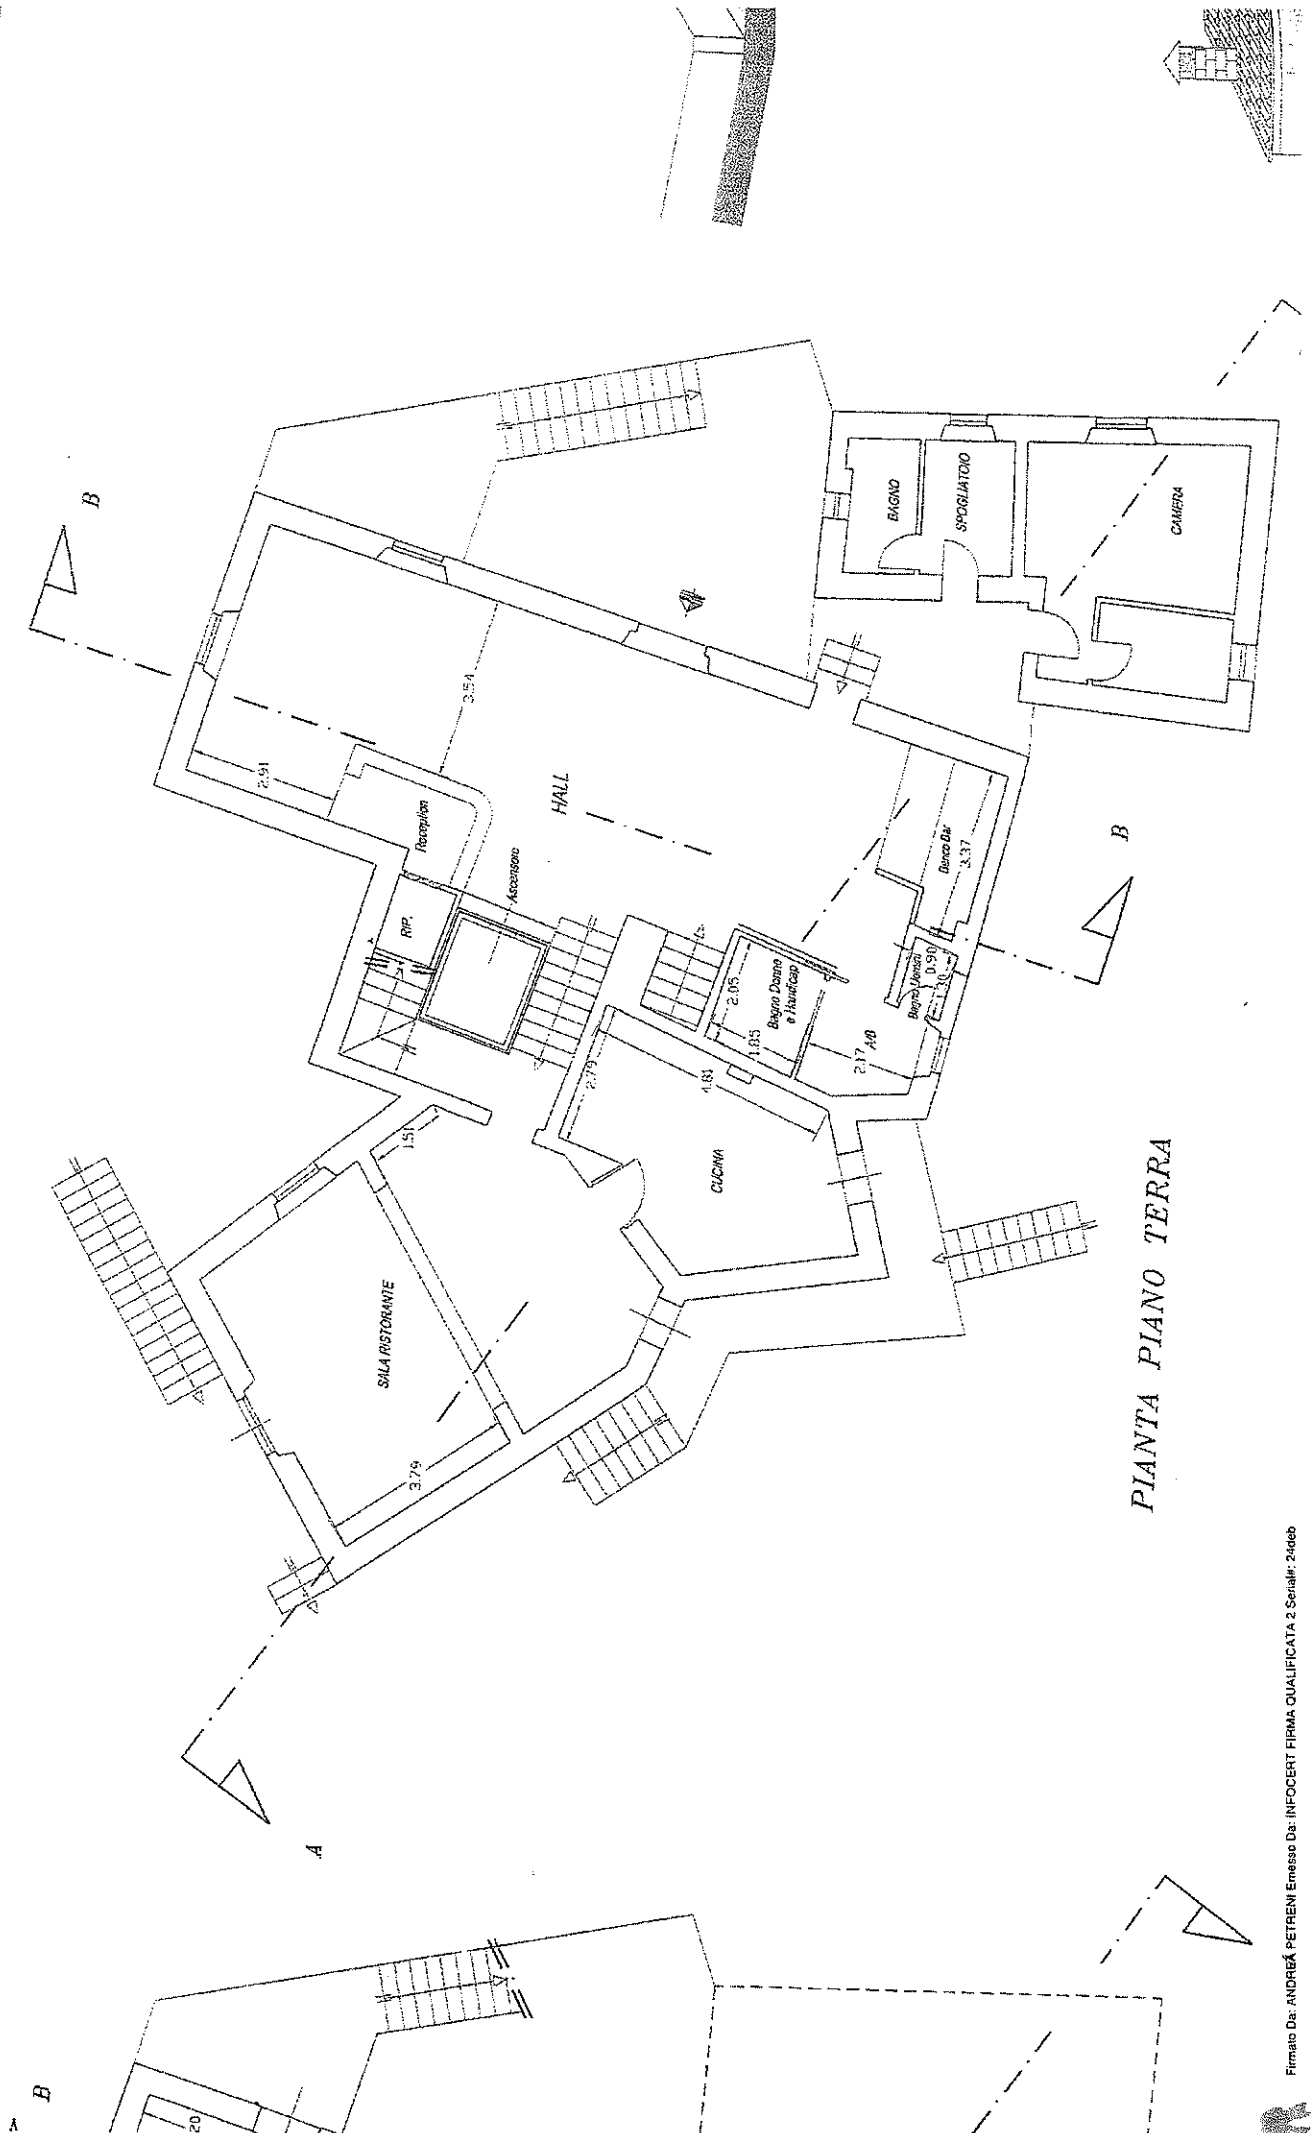 B
2.91
3.54
HALL
Reception
RIP.
Ascensore
BAGNO
SPOGLIATOIO
CAMERA
Banco Bar
3.37
B
Bagno Donne
e Handicap
2.05
1.85
A/B
2.17
Bagno Uomini
0.90
1.30
2.79
4.81
CUCINA
1.51
SALA RISTORANTE
3.79
A
PIANTA PIANO TERRA
B
20
Firmato Da: ANDREA PETRENI Emesso Da: INFOCERT FIRMA QUALIFICATA 2 Serial#: 24deb